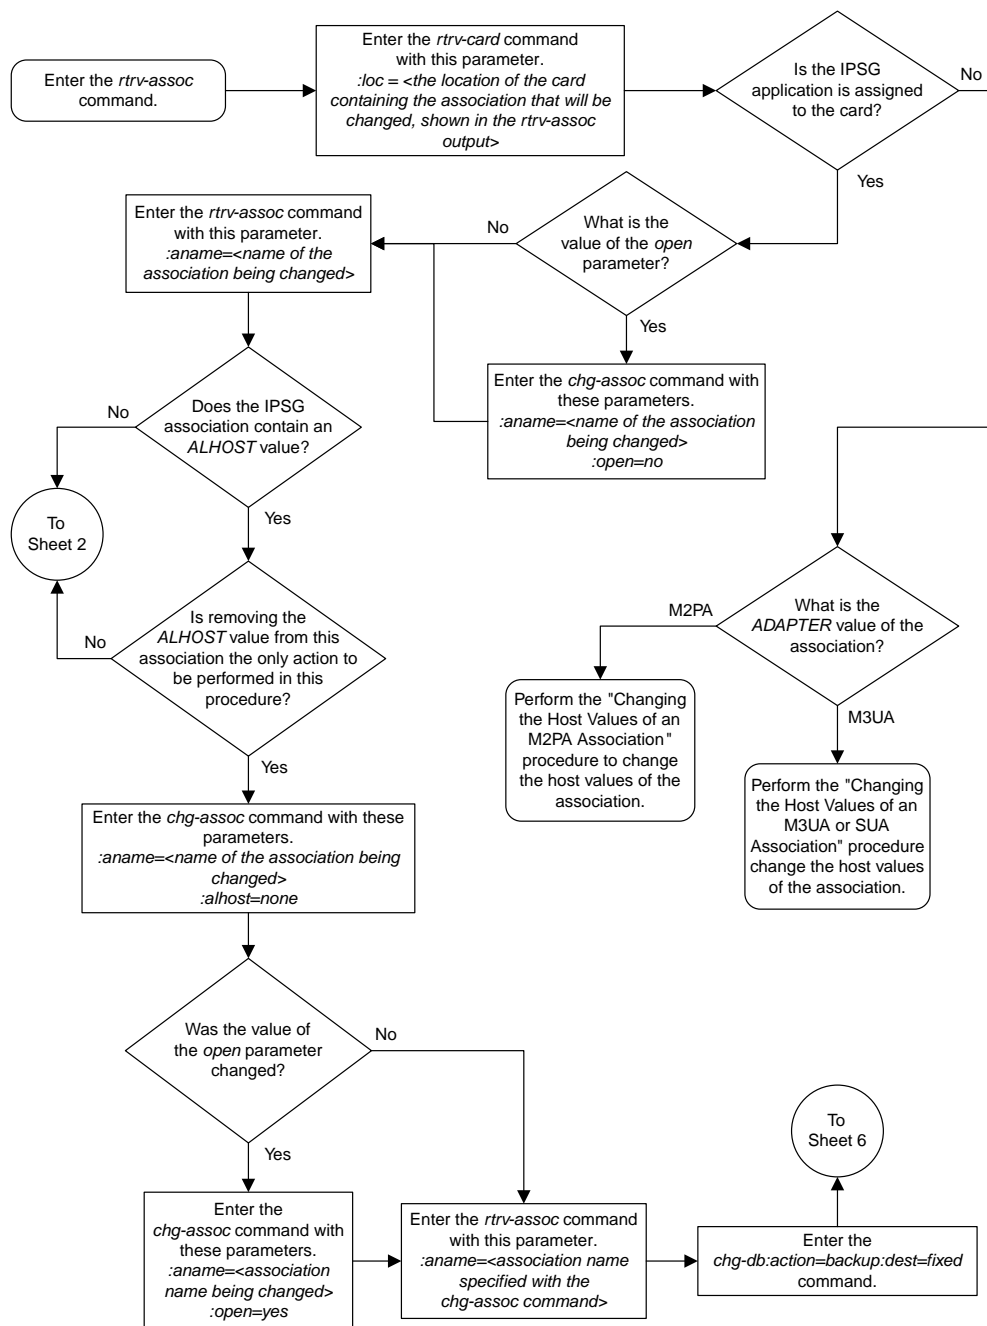 Enter the rtrv-assoc
command.
Enter the rtrv-card command
with this parameter.
:loc = <the location of the card
containing the association that will be
changed, shown in the rtrv-assoc
output>
Is the IPSG
application is assigned
to the card?
No
Yes
What is the
value of the open
parameter?
No
Yes
Enter the rtrv-assoc command
with this parameter.
:aname=<name of the
association being changed>
Enter the chg-assoc command with
these parameters.
:aname=<name of the association
being changed>
:open=no
Does the IPSG
association contain an
ALHOST value?
No
Yes
To
Sheet 2
Is removing the
ALHOST value from this
association the only action to
be performed in this
procedure?
No
Yes
What is the
ADAPTER value of the
association?
M2PA
M3UA
Perform the "Changing
the Host Values of an
M2PA Association"
procedure to change
the host values of the
association.
Perform the "Changing
the Host Values of an
M3UA or SUA
Association" procedure
change the host values
of the association.
Enter the chg-assoc command with these
parameters.
:aname=<name of the association being
changed>
:alhost=none
Was the value of
the open parameter
changed?
No
Yes
To
Sheet 6
Enter the
chg-assoc command with
these parameters.
:aname=<association
name being changed>
:open=yes
Enter the rtrv-assoc command
with this parameter.
:aname=<association name
specified with the
chg-assoc command>
Enter the
chg-db:action=backup:dest=fixed
command.